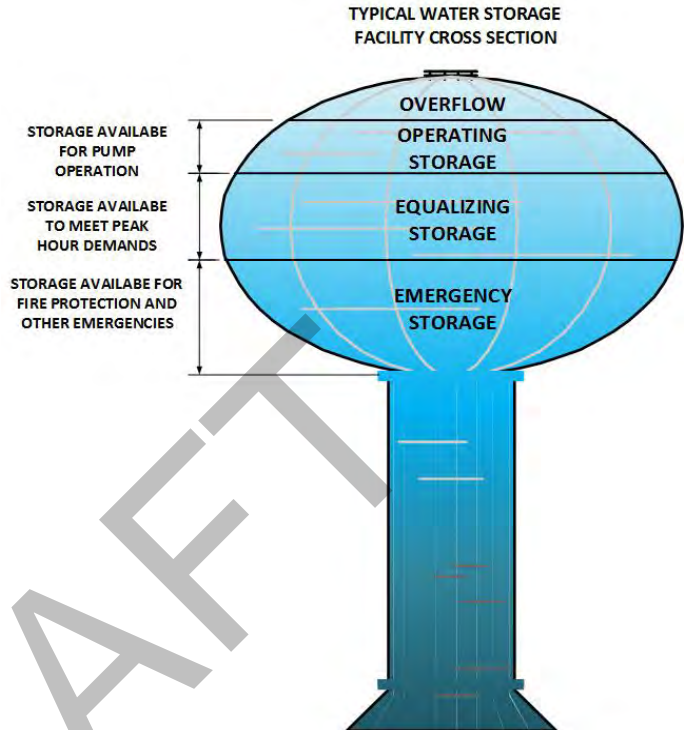 TYPICAL WATER STORAGE
FACILITY CROSS SECTION
OVERFLOW
STORAGE AVAILABE
FOR PUMP
OPERATION
OPERATING
STORAGE
STORAGE AVAILABE
TO MEET PEAK
HOUR DEMANDS
EQUALIZING
STORAGE
STORAGE AVAILABE FOR
FIRE PROTECTION AND
OTHER EMERGENCIES
EMERGENCY
STORAGE
AFT